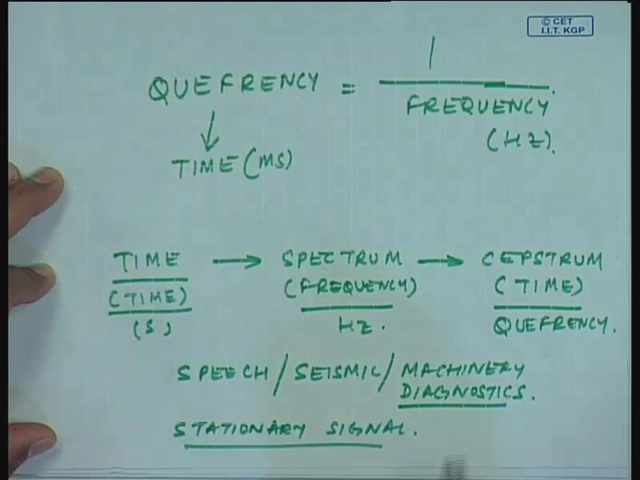 © CET
I.I.T. KGP
QUEFRENCY = 1
FREQUENCY
(HZ).
TIME (MS)
TIME → SPECTRUM → CEPSTRUM
(TIME) (FREQUENCY) (TIME)
(S) HZ. QUEFRENCY.
SPEECH / SEISMIC / MACHINERY
DIAGNOSTICS.
STATIONARY SIGNAL.